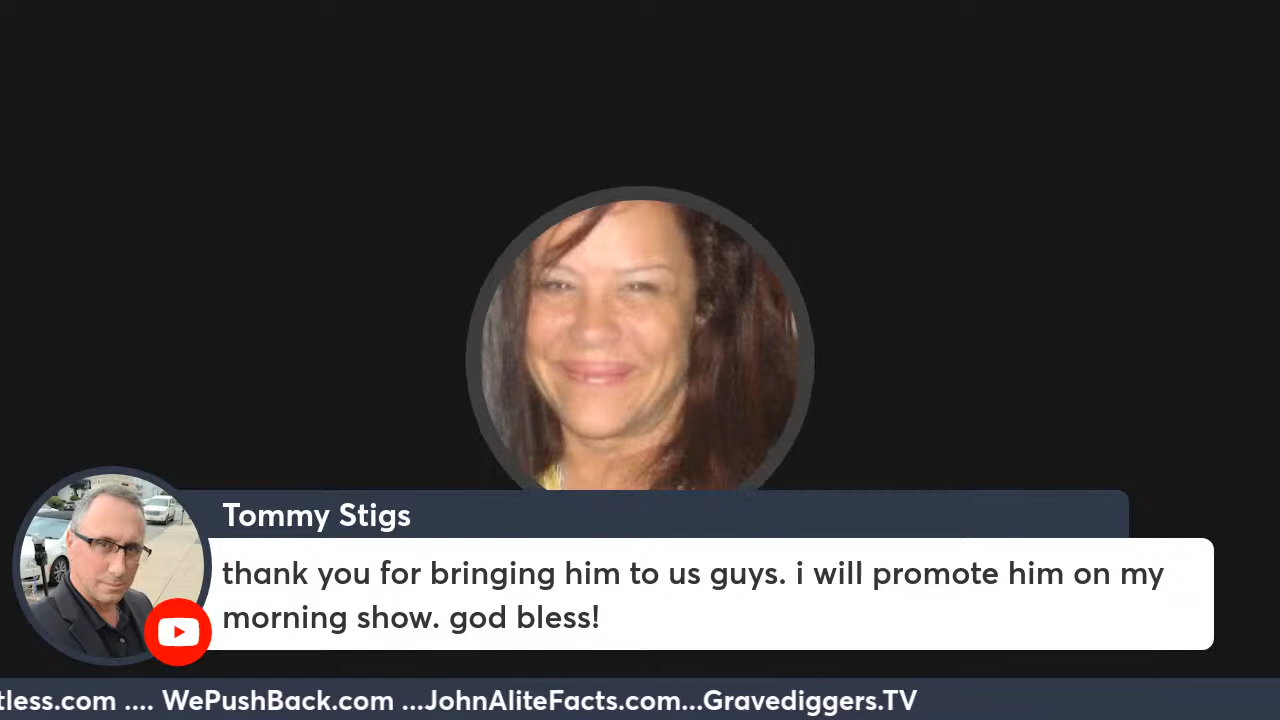 Tommy Stigs
thank you for bringing him to us guys. i will promote him on my
morning show. god bless!
tless.com .... WePushBack.com ...JohnAliteFacts.com...Gravediggers.TV